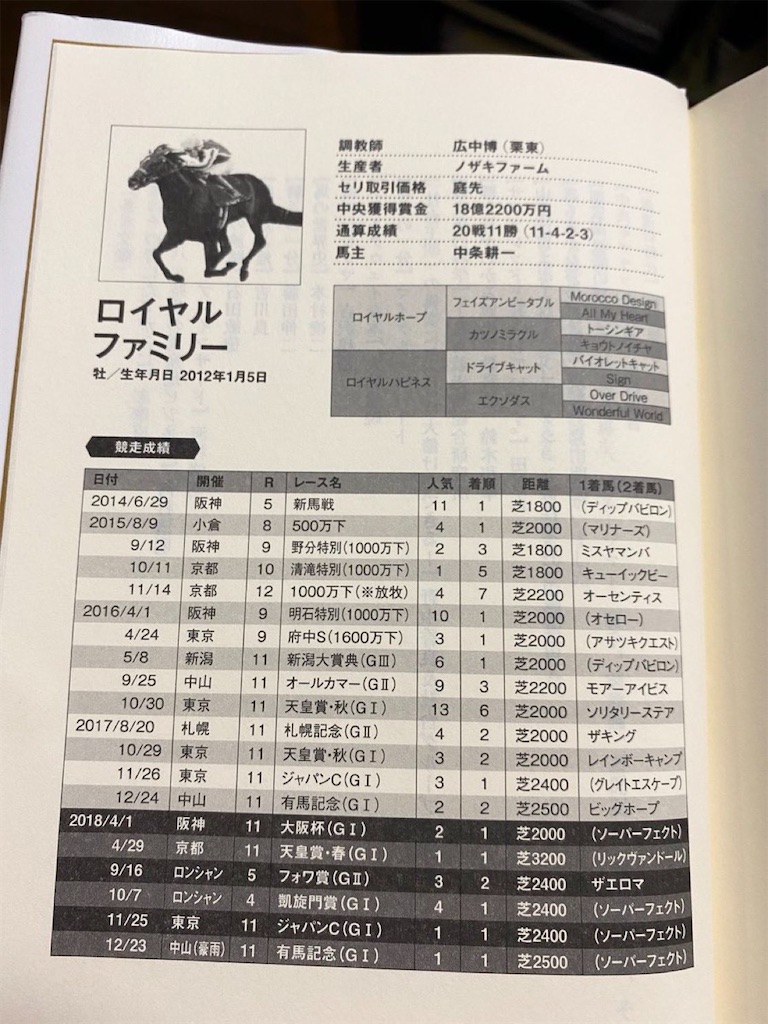 調教師 広中博（栗東）
生産者 ノザキファーム
セリ取引価格 庭先
中央獲得賞金 18億2200万円
通算成績 20戦11勝（11-4-2-3）
馬主 中条耕一
ロイヤル
ファミリー
牡／生年月日 2012年1月5日
ロイヤルホープ フェイズアンビータブル Morocco Design
All My Heart
カツノミラクル トーシンギア
キョウトノイチヤ
ロイヤルハピネス ドライブキャット バイオレットキャット
Sign
エクソダス Over Drive
Wonderful World
競走成績
日付 開催 R レース名 人気 着順 距離 1着馬（2着馬）
2014/6/29 阪神 5 新馬戦 11 1 芝1800 （ディップバビロン）
2015/8/9 小倉 8 500万下 4 1 芝2000 （マリナーズ）
9/12 阪神 9 野分特別（1000万下） 2 3 芝1800 ミスヤマンバ
10/11 京都 10 清滝特別（1000万下） 1 5 芝1800 キューイックビー
11/14 京都 12 1000万下（※放牧） 4 7 芝2200 オーセンティス
2016/4/1 阪神 9 明石特別（1000万下） 10 1 芝2000 （オセロー）
4/24 東京 9 府中S（1600万下） 3 1 芝2000 （アサツキクエスト）
5/8 新潟 11 新潟大賞典（GⅢ） 6 1 芝2000 （ディップバビロン）
9/25 中山 11 オールカマー（GⅡ） 9 3 芝2200 モアーアイビス
10/30 東京 11 天皇賞・秋（GⅠ） 13 6 芝2000 ソリタリーステア
2017/8/20 札幌 11 札幌記念（GⅡ） 4 2 芝2000 ザキング
10/29 東京 11 天皇賞・秋（GⅠ） 3 2 芝2000 レインボーキャンプ
11/26 東京 11 ジャパンC（GⅠ） 3 1 芝2400 （グレイトエスケープ）
12/24 中山 11 有馬記念（GⅠ） 2 2 芝2500 ビッグホープ
2018/4/1 阪神 11 大阪杯（GⅠ） 2 1 芝2000 （ソーパーフェクト）
4/29 京都 11 天皇賞・春（GⅠ） 1 1 芝3200 （リックヴァンドール）
9/16 ロンシャン 5 フォワ賞（GⅡ） 3 2 芝2400 ザエロマ
10/7 ロンシャン 4 凱旋門賞（GⅠ） 4 1 芝2400 （ソーパーフェクト）
11/25 東京 11 ジャパンC（GⅠ） 1 1 芝2400 （ソーパーフェクト）
12/23 中山（豪雨） 11 有馬記念（GⅠ） 1 1 芝2500 （ソーパーフェクト）